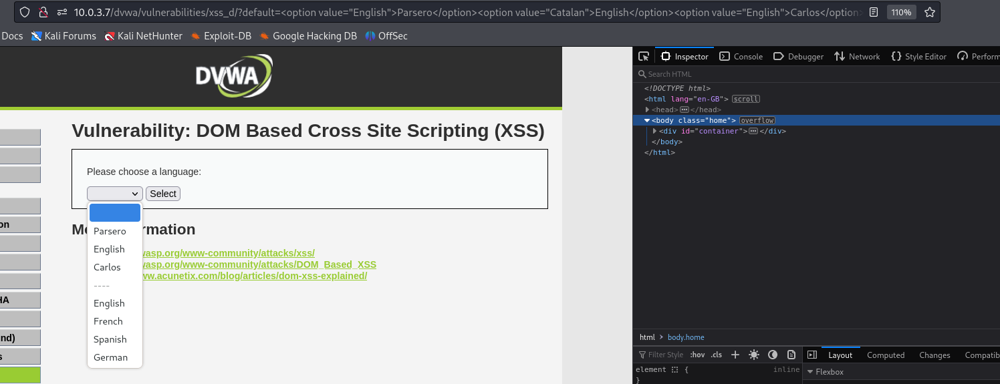 10.0.3.7/dvwa/vulnerabilities/xss_d/?default=<option value="English">Parsero</option><option value="Catalan">English</option><option value="English">Carlos</option>
110%
Docs Kali Forums Kali NetHunter Exploit-DB Google Hacking DB OffSec
DVWA
Vulnerability: DOM Based Cross Site Scripting (XSS)
Please choose a language:
Select
Parsero
English
Carlos
----
English
French
Spanish
German
Mo rmation
wasp.org/www-community/attacks/xss/
wasp.org/www-community/attacks/DOM_Based_XSS
ww.acunetix.com/blog/articles/dom-xss-explained/
on
HA
nd)
s
Inspector Console Debugger Network Style Editor Perform
Search HTML
<!DOCTYPE html>
<html lang="en-GB"> scroll
<head> </head>
<body class="home"> overflow
<div id="container"> </div>
</body>
</html>
html > body.home
Filter Style :hov .cls +
element { inline
}
Layout Computed Changes Compatib
Flexbox